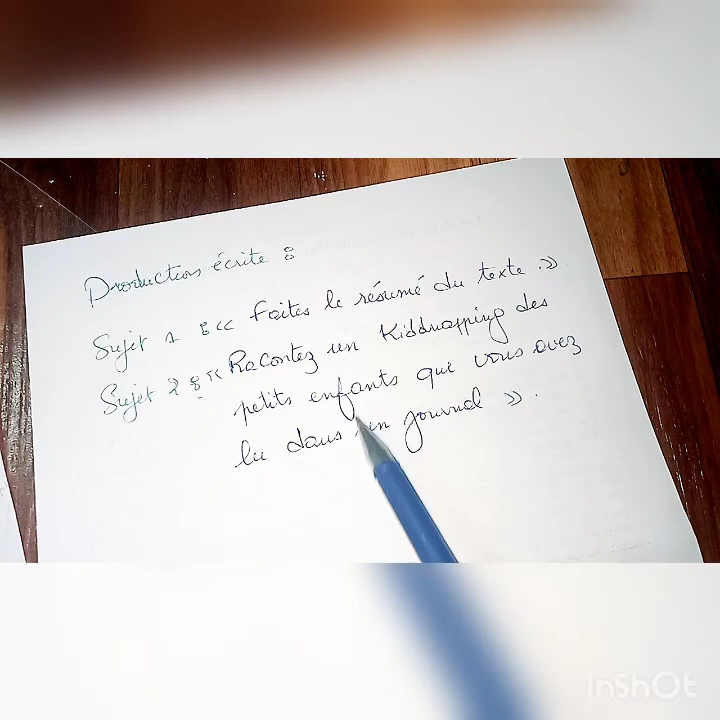 Production écrite :
Sujet 1 : << Faites le résumé du texte . >>
Sujet 2 : << Racontez un Kiddnapping des
petits enfants que vous avez
lu dans un journal >> .
InShOt